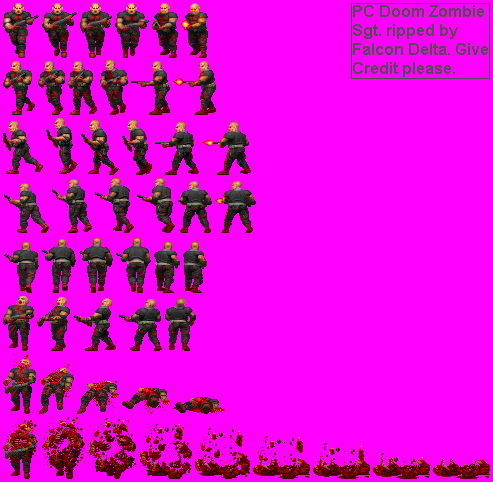 PC Doom Zombie
Sgt. ripped by
Falcon Delta. Give
Credit please.